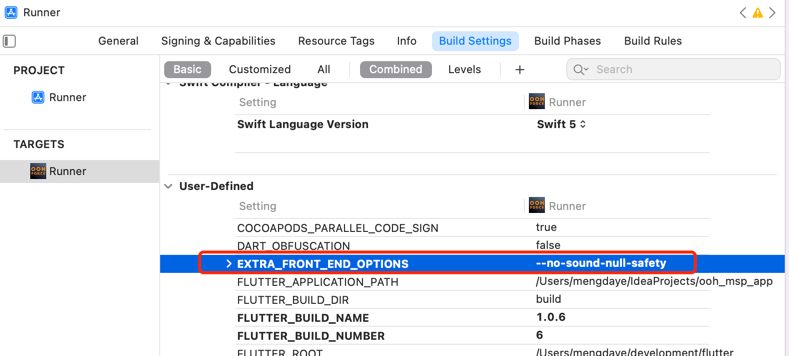 Runner
General Signing & Capabilities Resource Tags Info Build Settings Build Phases Build Rules
PROJECT
Runner
TARGETS
Runner
Basic Customized All Combined Levels + Search
Swift Compiler - Language
Setting Runner
Swift Language Version Swift 5
User-Defined
Setting Runner
COCOAPODS_PARALLEL_CODE_SIGN true
DART_OBFUSCATION false
EXTRA_FRONT_END_OPTIONS --no-sound-null-safety
FLUTTER_APPLICATION_PATH /Users/mengdaye/IdeaProjects/ooh_msp_app
FLUTTER_BUILD_DIR build
FLUTTER_BUILD_NAME 1.0.6
FLUTTER_BUILD_NUMBER 6
FLUTTER_ROOT /Users/mengdaye/development/flutter